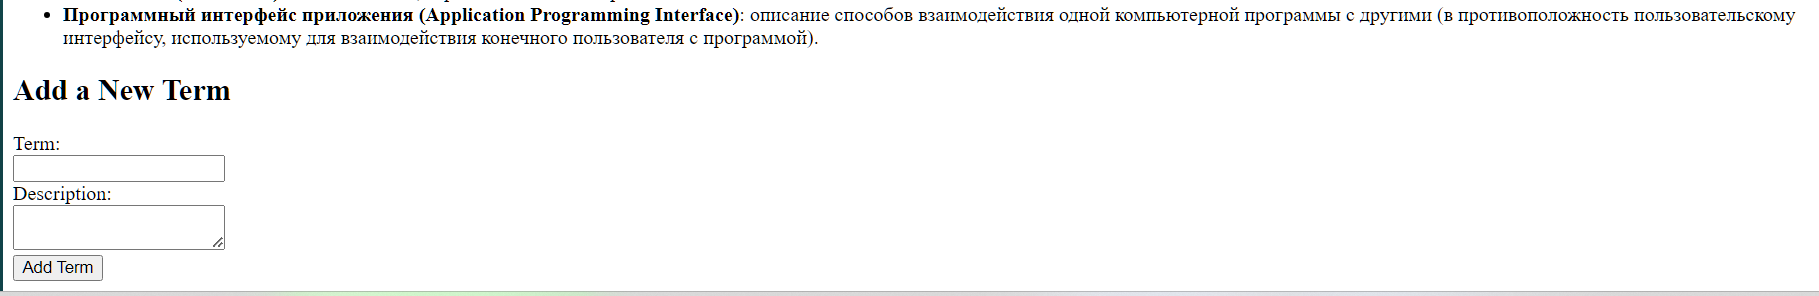 Программный интерфейс приложения (Application Programming Interface): описание способов взаимодействия одной компьютерной программы с другими (в противоположность пользовательскому
интерфейсу, используемому для взаимодействия конечного пользователя с программой).
Add a New Term
Term:
Description:
Add Term